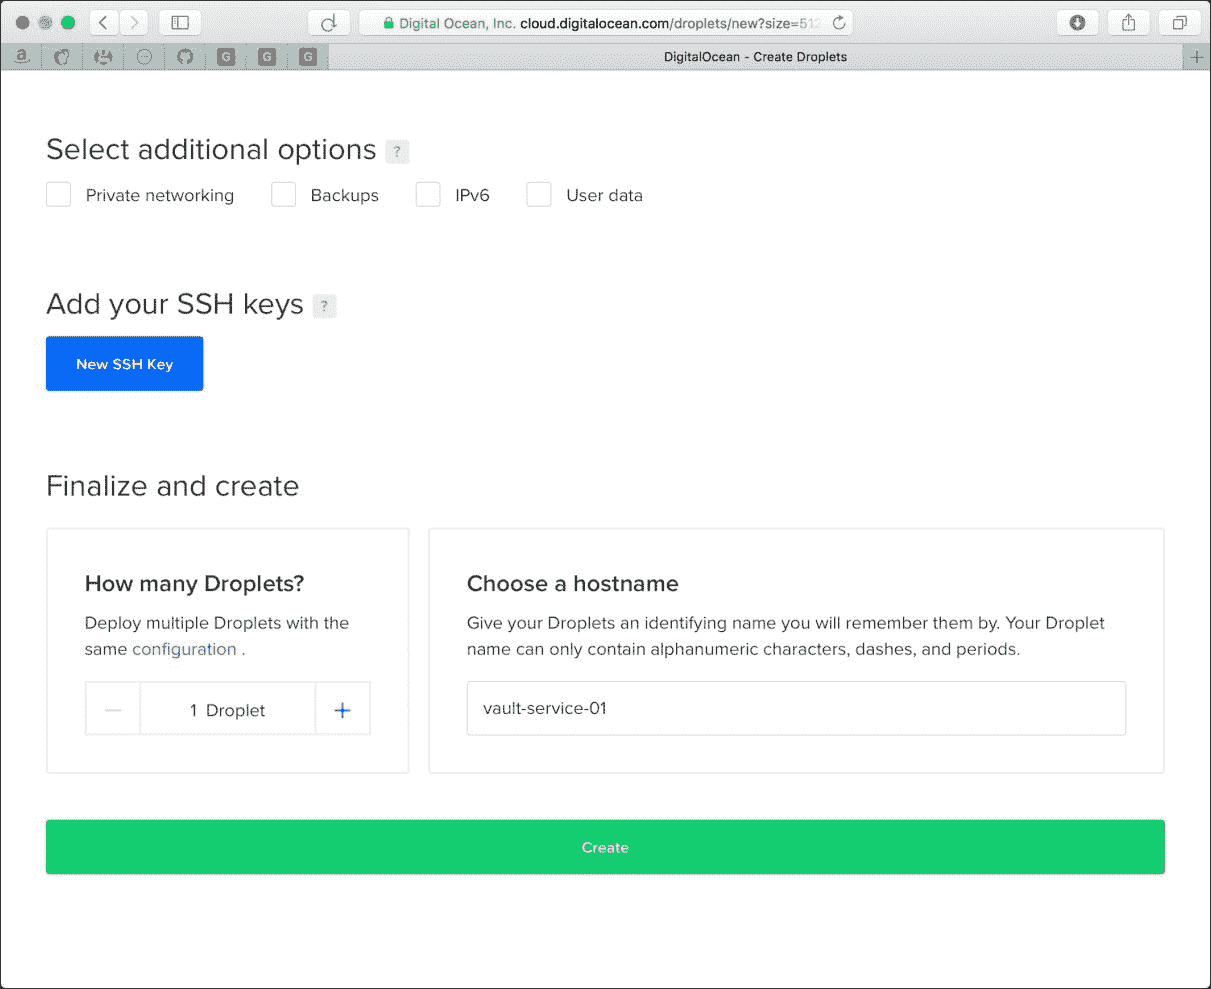 Digital Ocean, Inc. cloud.digitalocean.com/droplets/new?size=512
a G G G DigitalOcean - Create Droplets
Select additional options ?
Private networking Backups IPv6 User data
Add your SSH keys ?
New SSH Key
Finalize and create
How many Droplets?
Deploy multiple Droplets with the
same configuration .
1 Droplet
Choose a hostname
Give your Droplets an identifying name you will remember them by. Your Droplet
name can only contain alphanumeric characters, dashes, and periods.
vault-service-01
Create